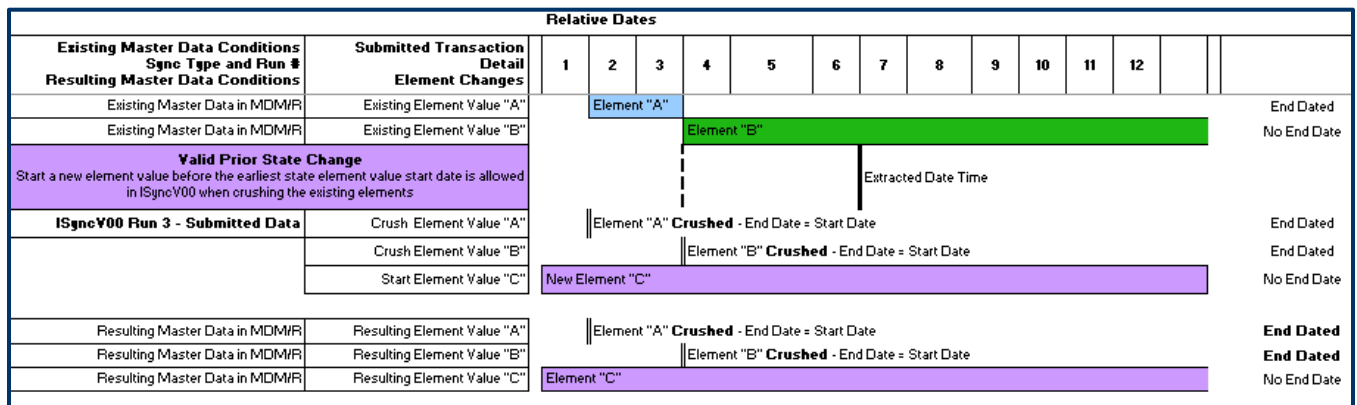 Relative Dates
Existing Master Data Conditions
Sync Type and Run #
Resulting Master Data Conditions
Submitted Transaction
Detail
Element Changes
1 2 3 4 5 6 7 8 9 10 11 12
Existing Master Data in MDM/R Existing Element Value "A" Element "A" End Dated
Existing Master Data in MDM/R Existing Element Value "B" Element "B" No End Date
Valid Prior State Change
Start a new element value before the earliest state element value start date is allowed
in ISyncV00 when crushing the existing elements
Extracted Date Time
ISyncV00 Run 3 - Submitted Data Crush Element Value "A" Element "A" Crushed - End Date = Start Date End Dated
Crush Element Value "B" Element "B" Crushed - End Date = Start Date End Dated
Start Element Value "C" New Element "C" No End Date
Resulting Master Data in MDM/R Resulting Element Value "A" Element "A" Crushed - End Date = Start Date End Dated
Resulting Master Data in MDM/R Resulting Element Value "B" Element "B" Crushed - End Date = Start Date End Dated
Resulting Master Data in MDM/R Resulting Element Value "C" Element "C" No End Date